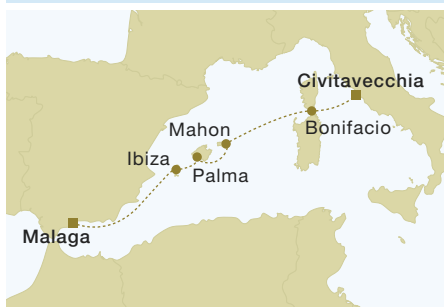 Civitavecchia
Mahon
Bonifacio
Ibiza
Palma
Malaga